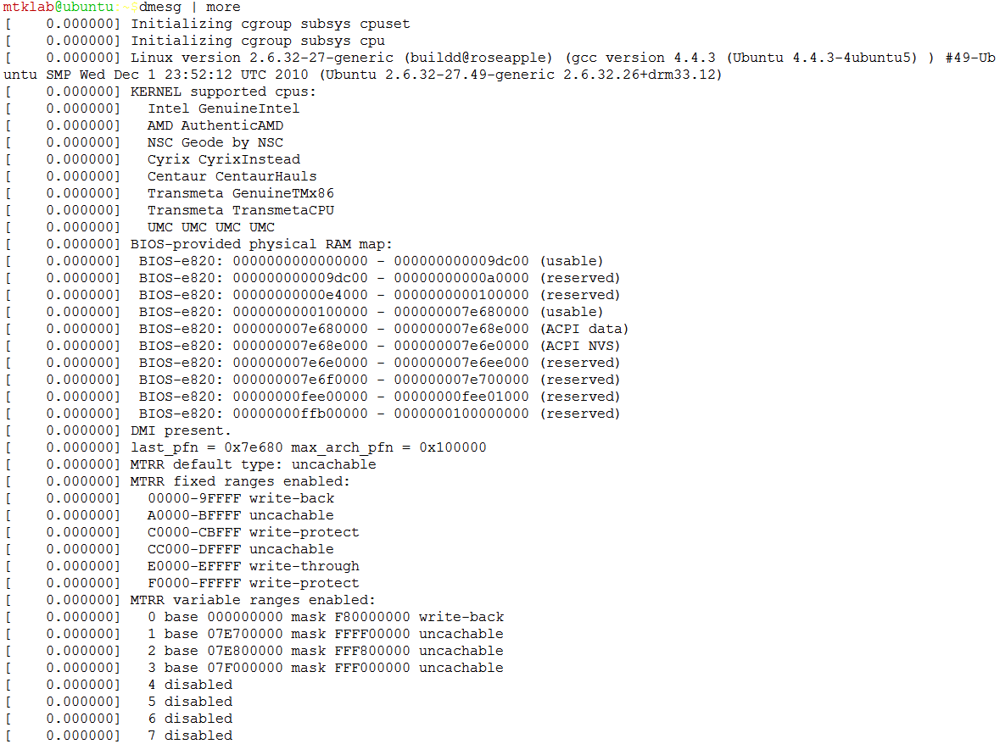 mtklab@ubuntu:~$dmesg | more
[    0.000000] Initializing cgroup subsys cpuset
[    0.000000] Initializing cgroup subsys cpu
[    0.000000] Linux version 2.6.32-27-generic (buildd@roseapple) (gcc version 4.4.3 (Ubuntu 4.4.3-4ubuntu5) ) #49-Ub
untu SMP Wed Dec 1 23:52:12 UTC 2010 (Ubuntu 2.6.32-27.49-generic 2.6.32.26+drm33.12)
[    0.000000] KERNEL supported cpus:
[    0.000000]   Intel GenuineIntel
[    0.000000]   AMD AuthenticAMD
[    0.000000]   NSC Geode by NSC
[    0.000000]   Cyrix CyrixInstead
[    0.000000]   Centaur CentaurHauls
[    0.000000]   Transmeta GenuineTMx86
[    0.000000]   Transmeta TransmetaCPU
[    0.000000]   UMC UMC UMC UMC
[    0.000000] BIOS-provided physical RAM map:
[    0.000000]  BIOS-e820: 0000000000000000 - 000000000009dc00 (usable)
[    0.000000]  BIOS-e820: 000000000009dc00 - 00000000000a0000 (reserved)
[    0.000000]  BIOS-e820: 00000000000e4000 - 0000000000100000 (reserved)
[    0.000000]  BIOS-e820: 0000000000100000 - 000000007e680000 (usable)
[    0.000000]  BIOS-e820: 000000007e680000 - 000000007e68e000 (ACPI data)
[    0.000000]  BIOS-e820: 000000007e68e000 - 000000007e6e0000 (ACPI NVS)
[    0.000000]  BIOS-e820: 000000007e6e0000 - 000000007e6ee000 (reserved)
[    0.000000]  BIOS-e820: 000000007e6f0000 - 000000007e700000 (reserved)
[    0.000000]  BIOS-e820: 00000000fee00000 - 00000000fee01000 (reserved)
[    0.000000]  BIOS-e820: 00000000ffb00000 - 0000000100000000 (reserved)
[    0.000000] DMI present.
[    0.000000] last_pfn = 0x7e680 max_arch_pfn = 0x100000
[    0.000000] MTRR default type: uncachable
[    0.000000] MTRR fixed ranges enabled:
[    0.000000]   00000-9FFFF write-back
[    0.000000]   A0000-BFFFF uncachable
[    0.000000]   C0000-CBFFF write-protect
[    0.000000]   CC000-DFFFF uncachable
[    0.000000]   E0000-EFFFF write-through
[    0.000000]   F0000-FFFFF write-protect
[    0.000000] MTRR variable ranges enabled:
[    0.000000]   0 base 000000000 mask F80000000 write-back
[    0.000000]   1 base 07E700000 mask FFFF00000 uncachable
[    0.000000]   2 base 07E800000 mask FFF800000 uncachable
[    0.000000]   3 base 07F000000 mask FFF000000 uncachable
[    0.000000]   4 disabled
[    0.000000]   5 disabled
[    0.000000]   6 disabled
[    0.000000]   7 disabled